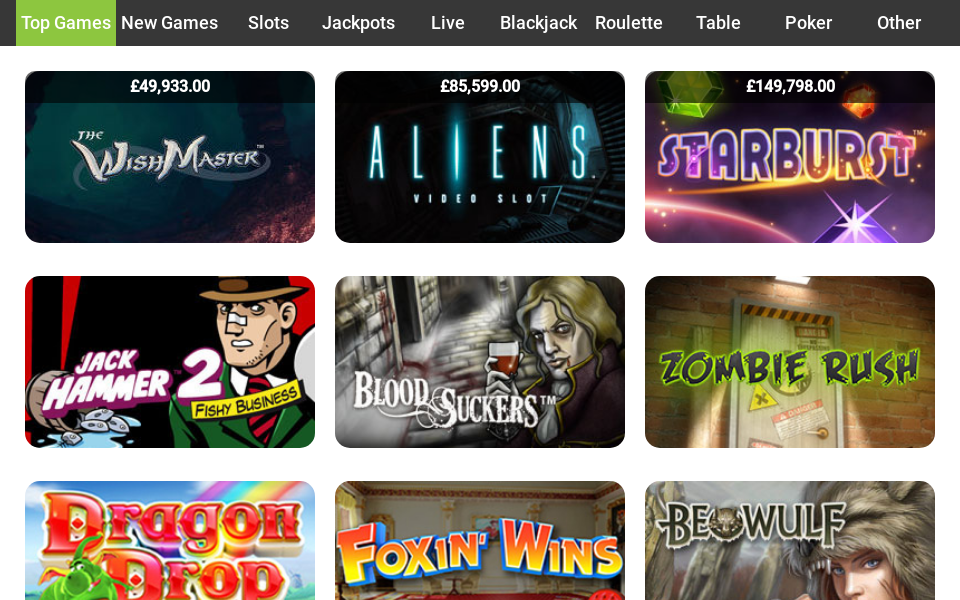 Top Games New Games Slots Jackpots Live Blackjack Roulette Table Poker Other
£49,933.00 £85,599.00 £149,798.00
THE
WISHMASTER™
ALIENS™
VIDEO SLOT
STARBURST™
JACK
HAMMER™ 2
FISHY BUSINESS
BLOOD
SUCKERS™
ZOMBIE RUSH
Dragon
Drop
FOXIN' WINS
BEOWULF